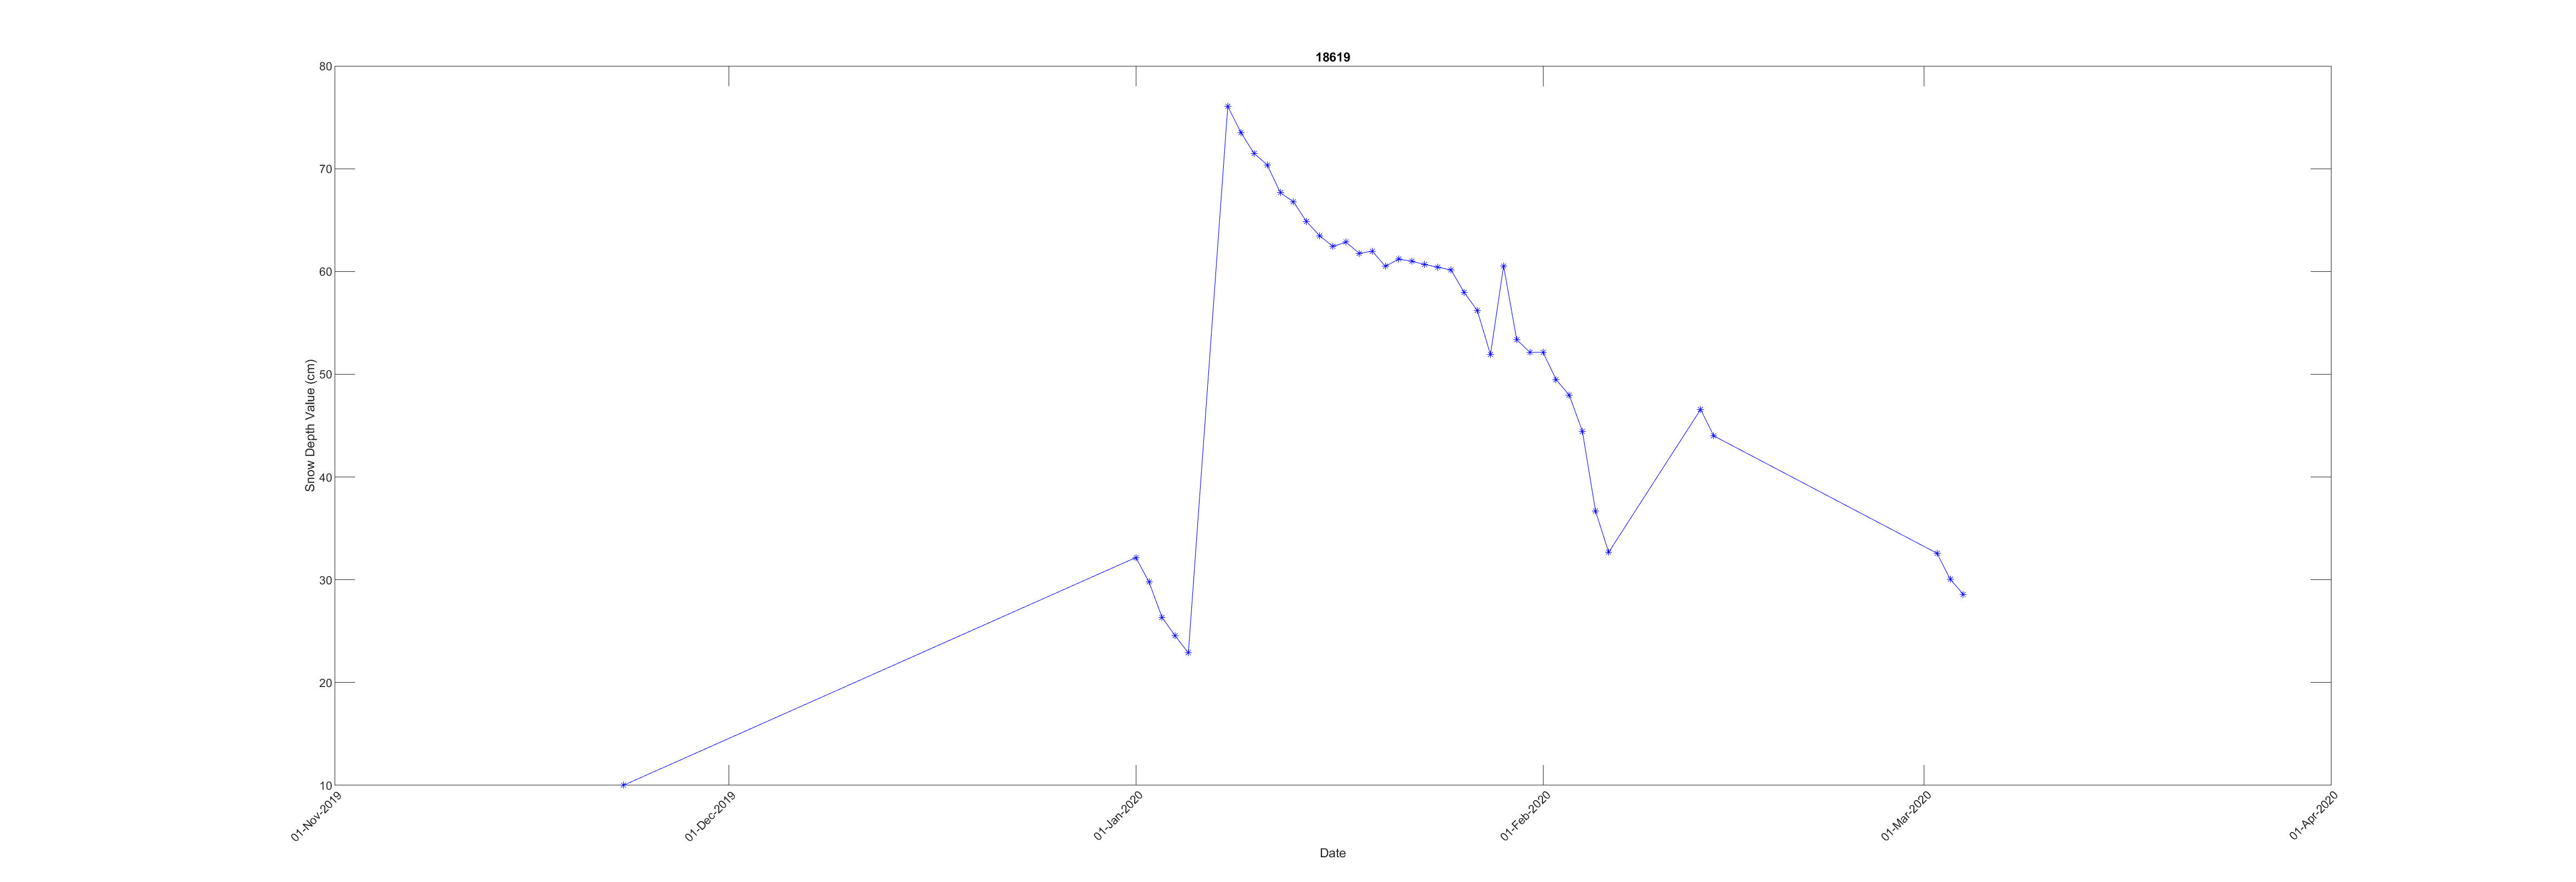 18619
80
70
60
50
40
30
20
10
Snow Depth Value (cm)
01-Nov-2019
01-Dec-2019
01-Jan-2020
01-Feb-2020
01-Mar-2020
01-Apr-2020
Date